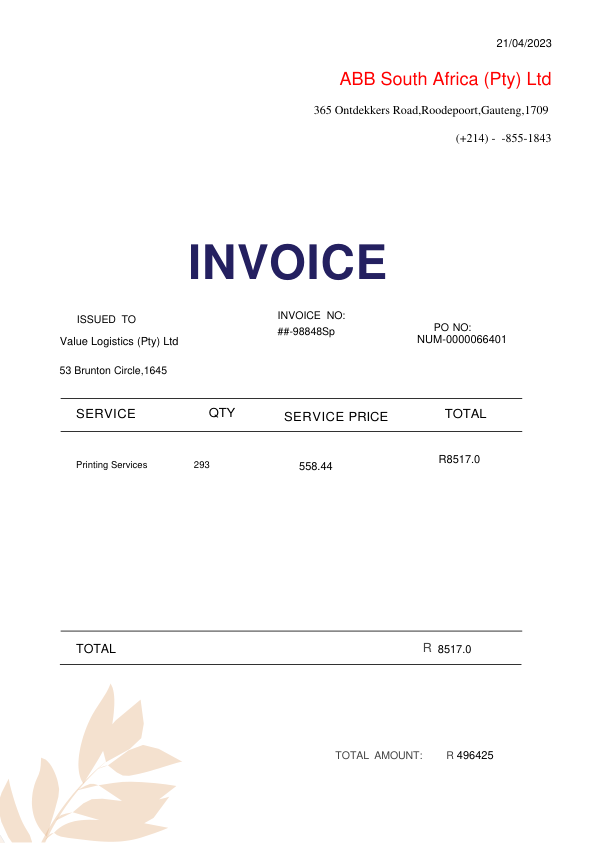 21/04/2023
ABB South Africa (Pty) Ltd
365 Ontdekkers Road,Roodepoort,Gauteng,1709
(+214) - -855-1843
INVOICE
ISSUED TO
Value Logistics (Pty) Ltd
53 Brunton Circle,1645
INVOICE NO:
##-98848Sp
PO NO:
NUM-0000066401
SERVICE QTY SERVICE PRICE TOTAL
Printing Services 293 558.44 R8517.0
TOTAL R 8517.0
TOTAL AMOUNT: R 496425